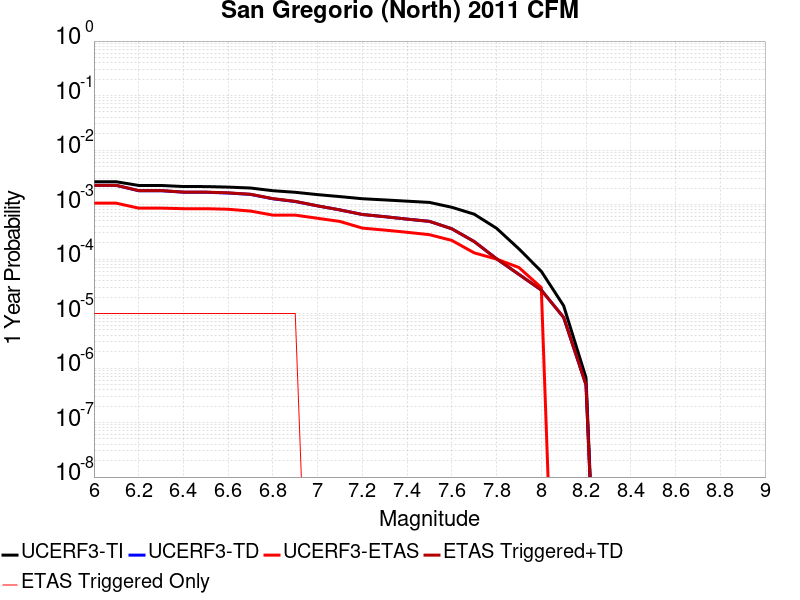 San Gregorio (North) 2011 CFM
10^0
10^-1
10^-2
10^-3
10^-4
10^-5
10^-6
10^-7
10^-8
1 Year Probability
6 6.2 6.4 6.6 6.8 7 7.2 7.4 7.6 7.8 8 8.2 8.4 8.6 8.8 9
Magnitude
UCERF3-TI UCERF3-TD UCERF3-ETAS ETAS Triggered+TD
ETAS Triggered Only